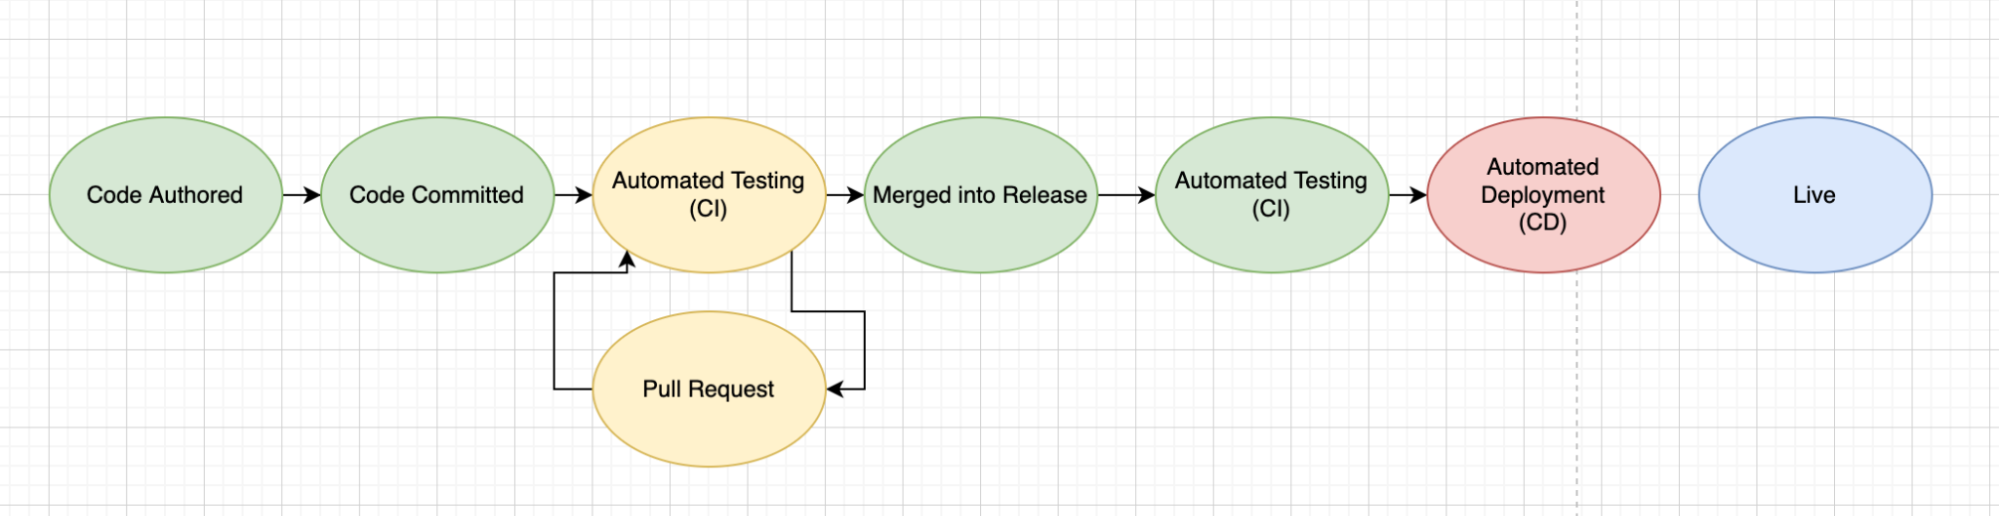 Code Authored
Code Committed
Automated Testing
(CI)
Merged into Release
Automated Testing
(CI)
Automated
Deployment
(CD)
Live
Pull Request